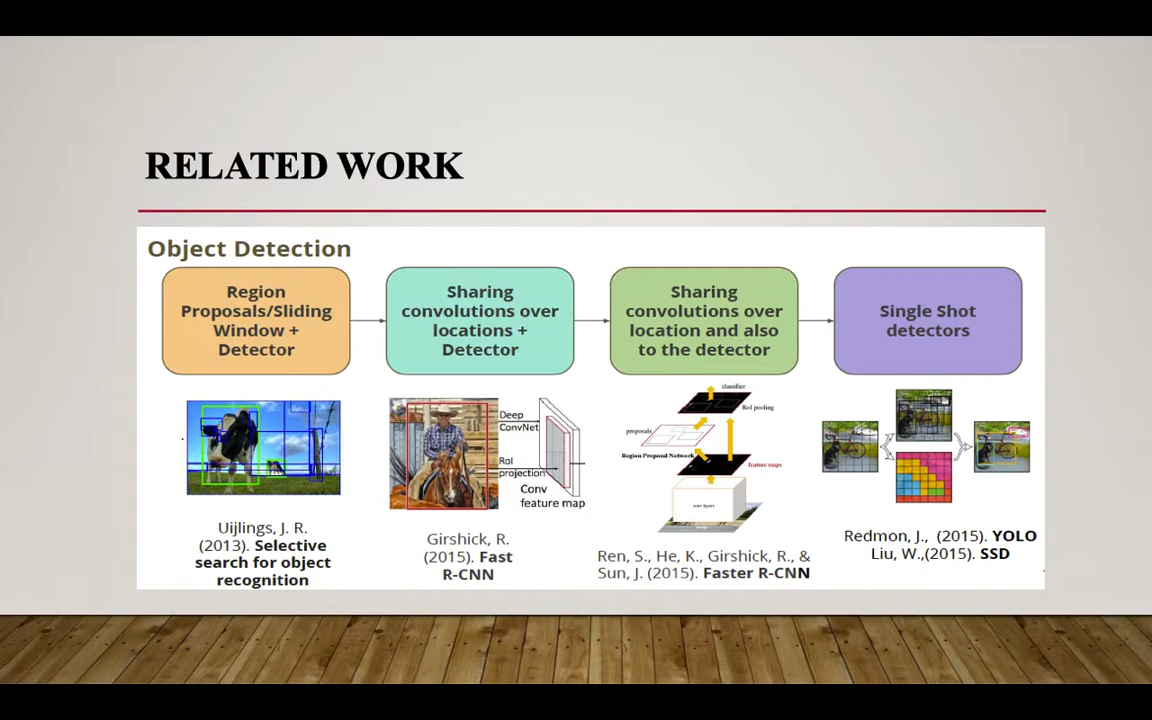 RELATED WORK
Object Detection
Region
Proposals/Sliding
Window +
Detector
Sharing
convolutions over
locations +
Detector
Sharing
convolutions over
location and also
to the detector
Single Shot
detectors
Deep
ConvNet
RoI
projection
Conv
feature map
classifier
RoI pooling
proposals
Region Proposal Network
feature maps
conv layers
Uijlings, J. R.
(2013). Selective
search for object
recognition
Girshick, R.
(2015). Fast
R-CNN
Ren, S., He, K., Girshick, R., &
Sun, J. (2015). Faster R-CNN
Redmon, J., (2015). YOLO
Liu, W.,(2015). SSD